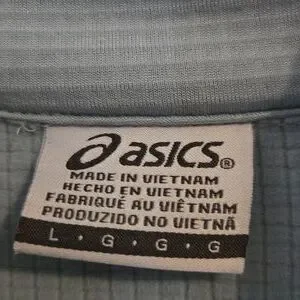 asics®
MADE IN VIETNAM
HECHO EN VIETNAM
FABRIQUÉ AU VIÊTNAM
PRODUZIDO NO VIETNÃ
L · G · G · G